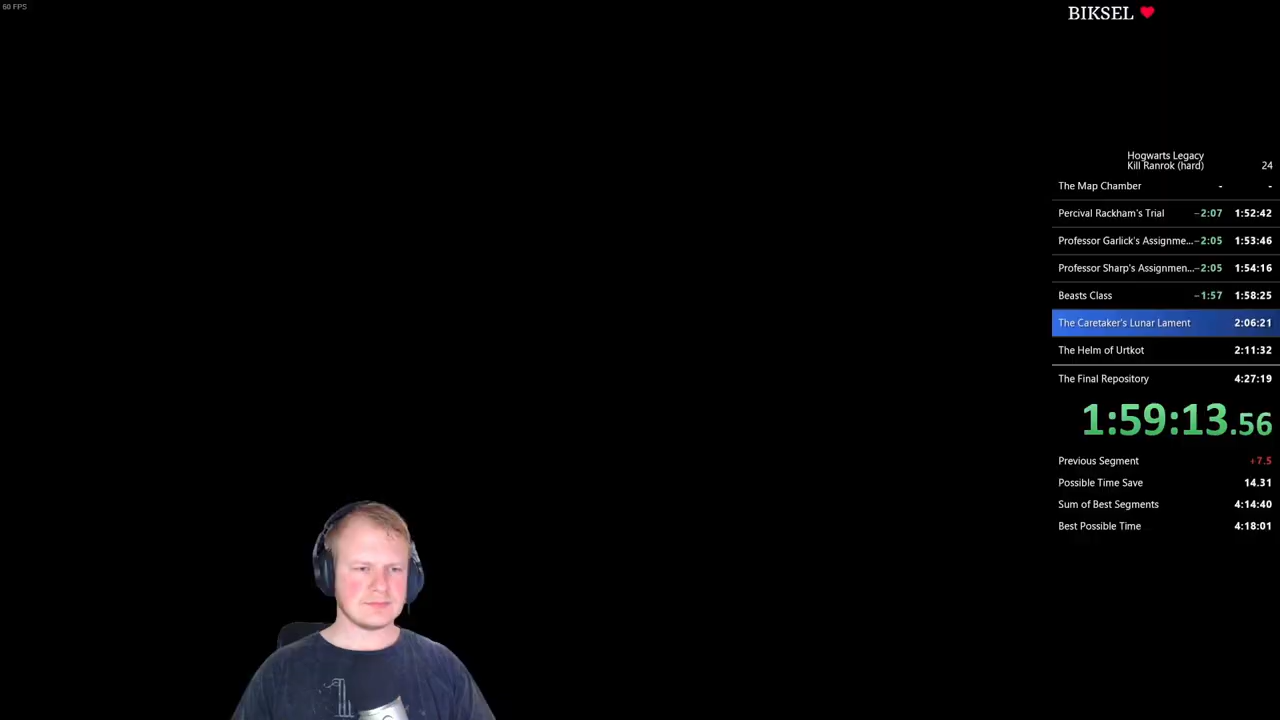 60 FPS
BIKSEL ❤
Hogwarts Legacy
Kill Ranrok (hard) 24
The Map Chamber - -
Percival Rackham's Trial −2:07 1:52:42
Professor Garlick's Assignme... −2:05 1:53:46
Professor Sharp's Assignmen... −2:05 1:54:16
Beasts Class −1:57 1:58:25
The Caretaker's Lunar Lament 2:06:21
The Helm of Urtkot 2:11:32
The Final Repository 4:27:19
1:59:13.56
Previous Segment +7.5
Possible Time Save 14.31
Sum of Best Segments 4:14:40
Best Possible Time 4:18:01